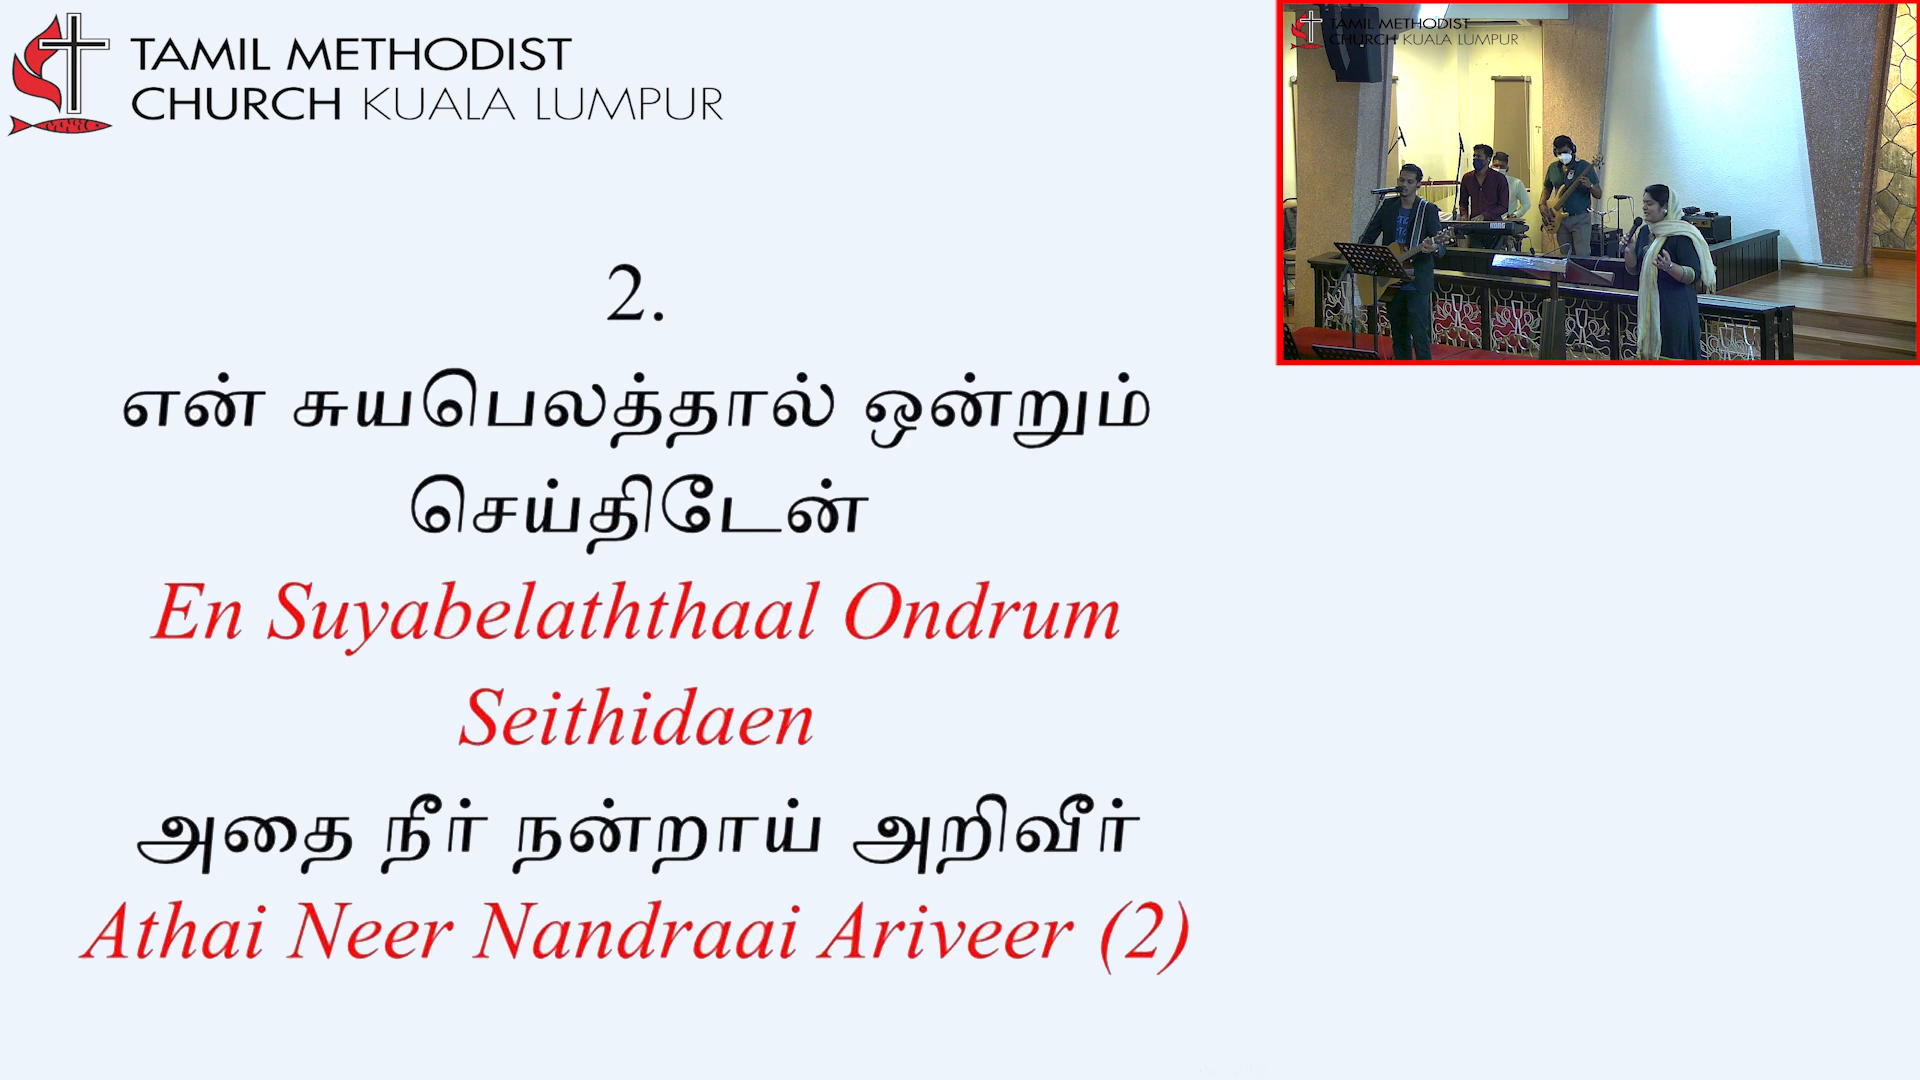 TAMIL METHODIST
CHURCH KUALA LUMPUR
TAMIL METHODIST
CHURCH KUALA LUMPUR
2.
என் சுயபெலத்தால் ஒன்றும்
செய்திடேன்
En Suyabelaththaal Ondrum
Seithidaen
அதை நீர் நன்றாய் அறிவீர்
Athai Neer Nandraai Ariveer (2)